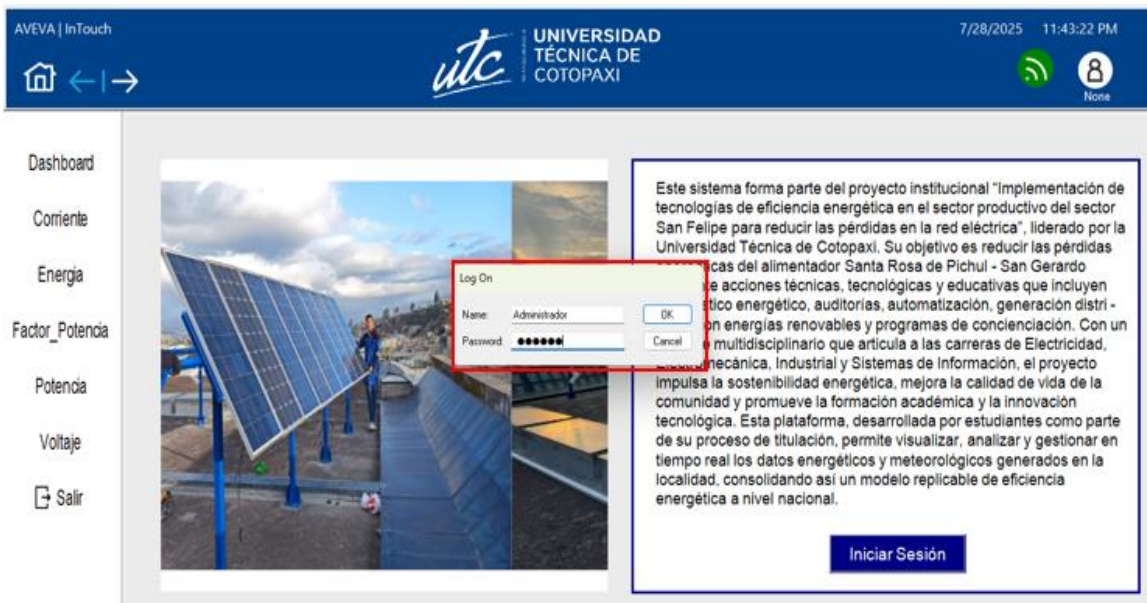 AVEVA | InTouch
utc
UNIVERSIDAD
TÉCNICA DE
COTOPAXI
7/28/2025 11:43:22 PM
None
Dashboard
Corriente
Energia
Factor_Potencia
Potencia
Voltaje
Salir
Log On
Name: Administrador
OK
Password:
Cancel
Este sistema forma parte del proyecto institucional "Implementación de
tecnologías de eficiencia energética en el sector productivo del sector
San Felipe para reducir las pérdidas en la red eléctrica", liderado por la
Universidad Técnica de Cotopaxi. Su objetivo es reducir las pérdidas
icas del alimentador Santa Rosa de Pichul - San Gerardo
e acciones técnicas, tecnológicas y educativas que incluyen
tico energético, auditorías, automatización, generación distri -
on energías renovables y programas de concienciación. Con un
multidisciplinario que articula a las carreras de Electricidad,
mecánica, Industrial y Sistemas de Información, el proyecto
impulsa la sostenibilidad energética, mejora la calidad de vida de la
comunidad y promueve la formación académica y la innovación
tecnológica. Esta plataforma, desarrollada por estudiantes como parte
de su proceso de titulación, permite visualizar, analizar y gestionar en
tiempo real los datos energéticos y meteorológicos generados en la
localidad, consolidando así un modelo replicable de eficiencia
energética a nivel nacional.
Iniciar Sesión